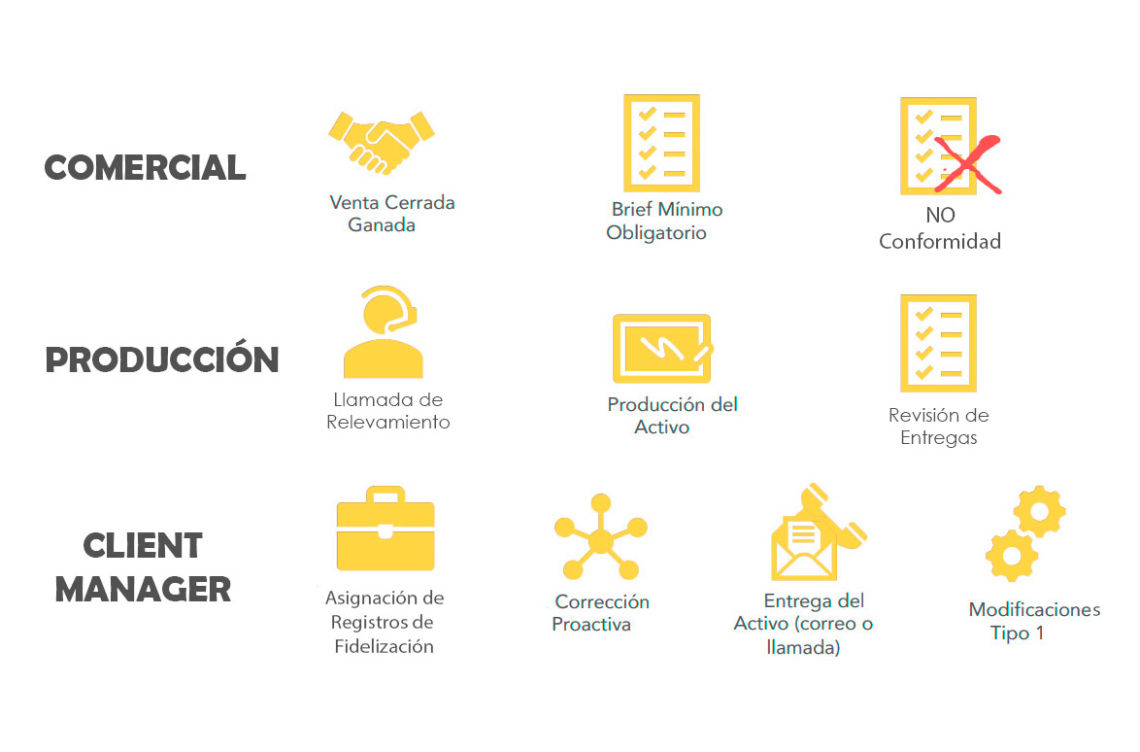 COMERCIAL
Venta Cerrada
Ganada
Brief Mínimo
Obligatorio
NO
Conformidad
PRODUCCIÓN
Llamada de
Relevamiento
Producción del
Activo
Revisión de
Entregas
CLIENT
MANAGER
Asignación de
Registros de
Fidelización
Corrección
Proactiva
Entrega del
Activo (correo o
llamada)
Modificaciones
Tipo 1